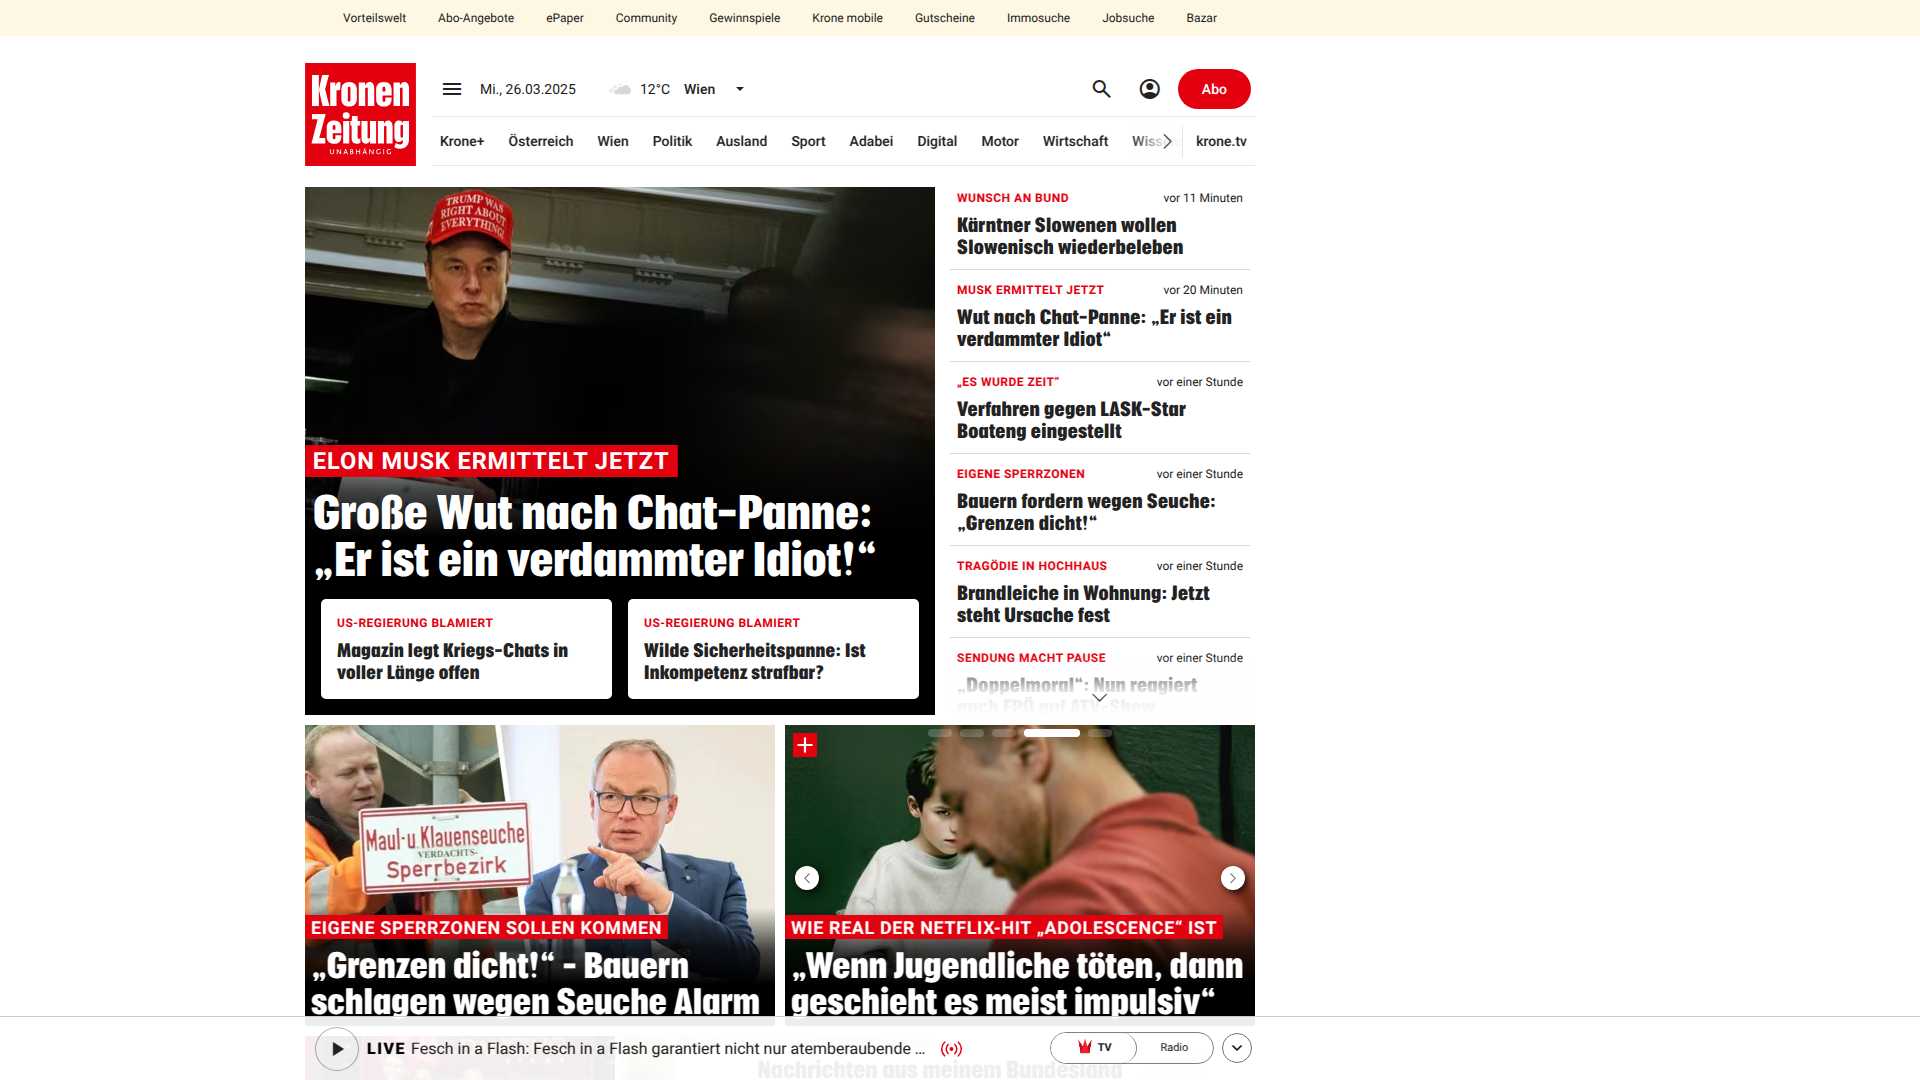 Vorteilswelt Abo-Angebote ePaper Community Gewinnspiele Krone mobile Gutscheine Immosuche Jobsuche Bazar
Kronen
Zeitung
UNABHÄNGIG
Mi., 26.03.2025 12°C Wien
Abo
Krone+ Österreich Wien Politik Ausland Sport Adabei Digital Motor Wirtschaft Wiss krone.tv
TRUMP WAS
RIGHT ABOUT
EVERYTHING!
ELON MUSK ERMITTELT JETZT
Große Wut nach Chat-Panne:
„Er ist ein verdammter Idiot!“
US-REGIERUNG BLAMIERT
Magazin legt Kriegs-Chats in
voller Länge offen
US-REGIERUNG BLAMIERT
Wilde Sicherheitspanne: Ist
Inkompetenz strafbar?
WUNSCH AN BUND vor 11 Minuten
Kärntner Slowenen wollen
Slowenisch wiederbeleben
MUSK ERMITTELT JETZT vor 20 Minuten
Wut nach Chat-Panne: „Er ist ein
verdammter Idiot“
„ES WURDE ZEIT“ vor einer Stunde
Verfahren gegen LASK-Star
Boateng eingestellt
EIGENE SPERRZONEN vor einer Stunde
Bauern fordern wegen Seuche:
„Grenzen dicht!“
TRAGÖDIE IN HOCHHAUS vor einer Stunde
Brandleiche in Wohnung: Jetzt
steht Ursache fest
SENDUNG MACHT PAUSE vor einer Stunde
„Doppelmoral“: Nun reagiert
auch FPÖ auf ATV-Show
Maul-u.Klauenseuche
VERDACHTS-
Sperrbezirk
EIGENE SPERRZONEN SOLLEN KOMMEN
„Grenzen dicht!“ – Bauern
schlagen wegen Seuche Alarm
WIE REAL DER NETFLIX-HIT „ADOLESCENCE“ IST
„Wenn Jugendliche töten, dann
geschieht es meist impulsiv“
LIVE Fesch in a Flash: Fesch in a Flash garantiert nicht nur atemberaubende ...
TV Radio
Nachrichten aus meinem Bundesland